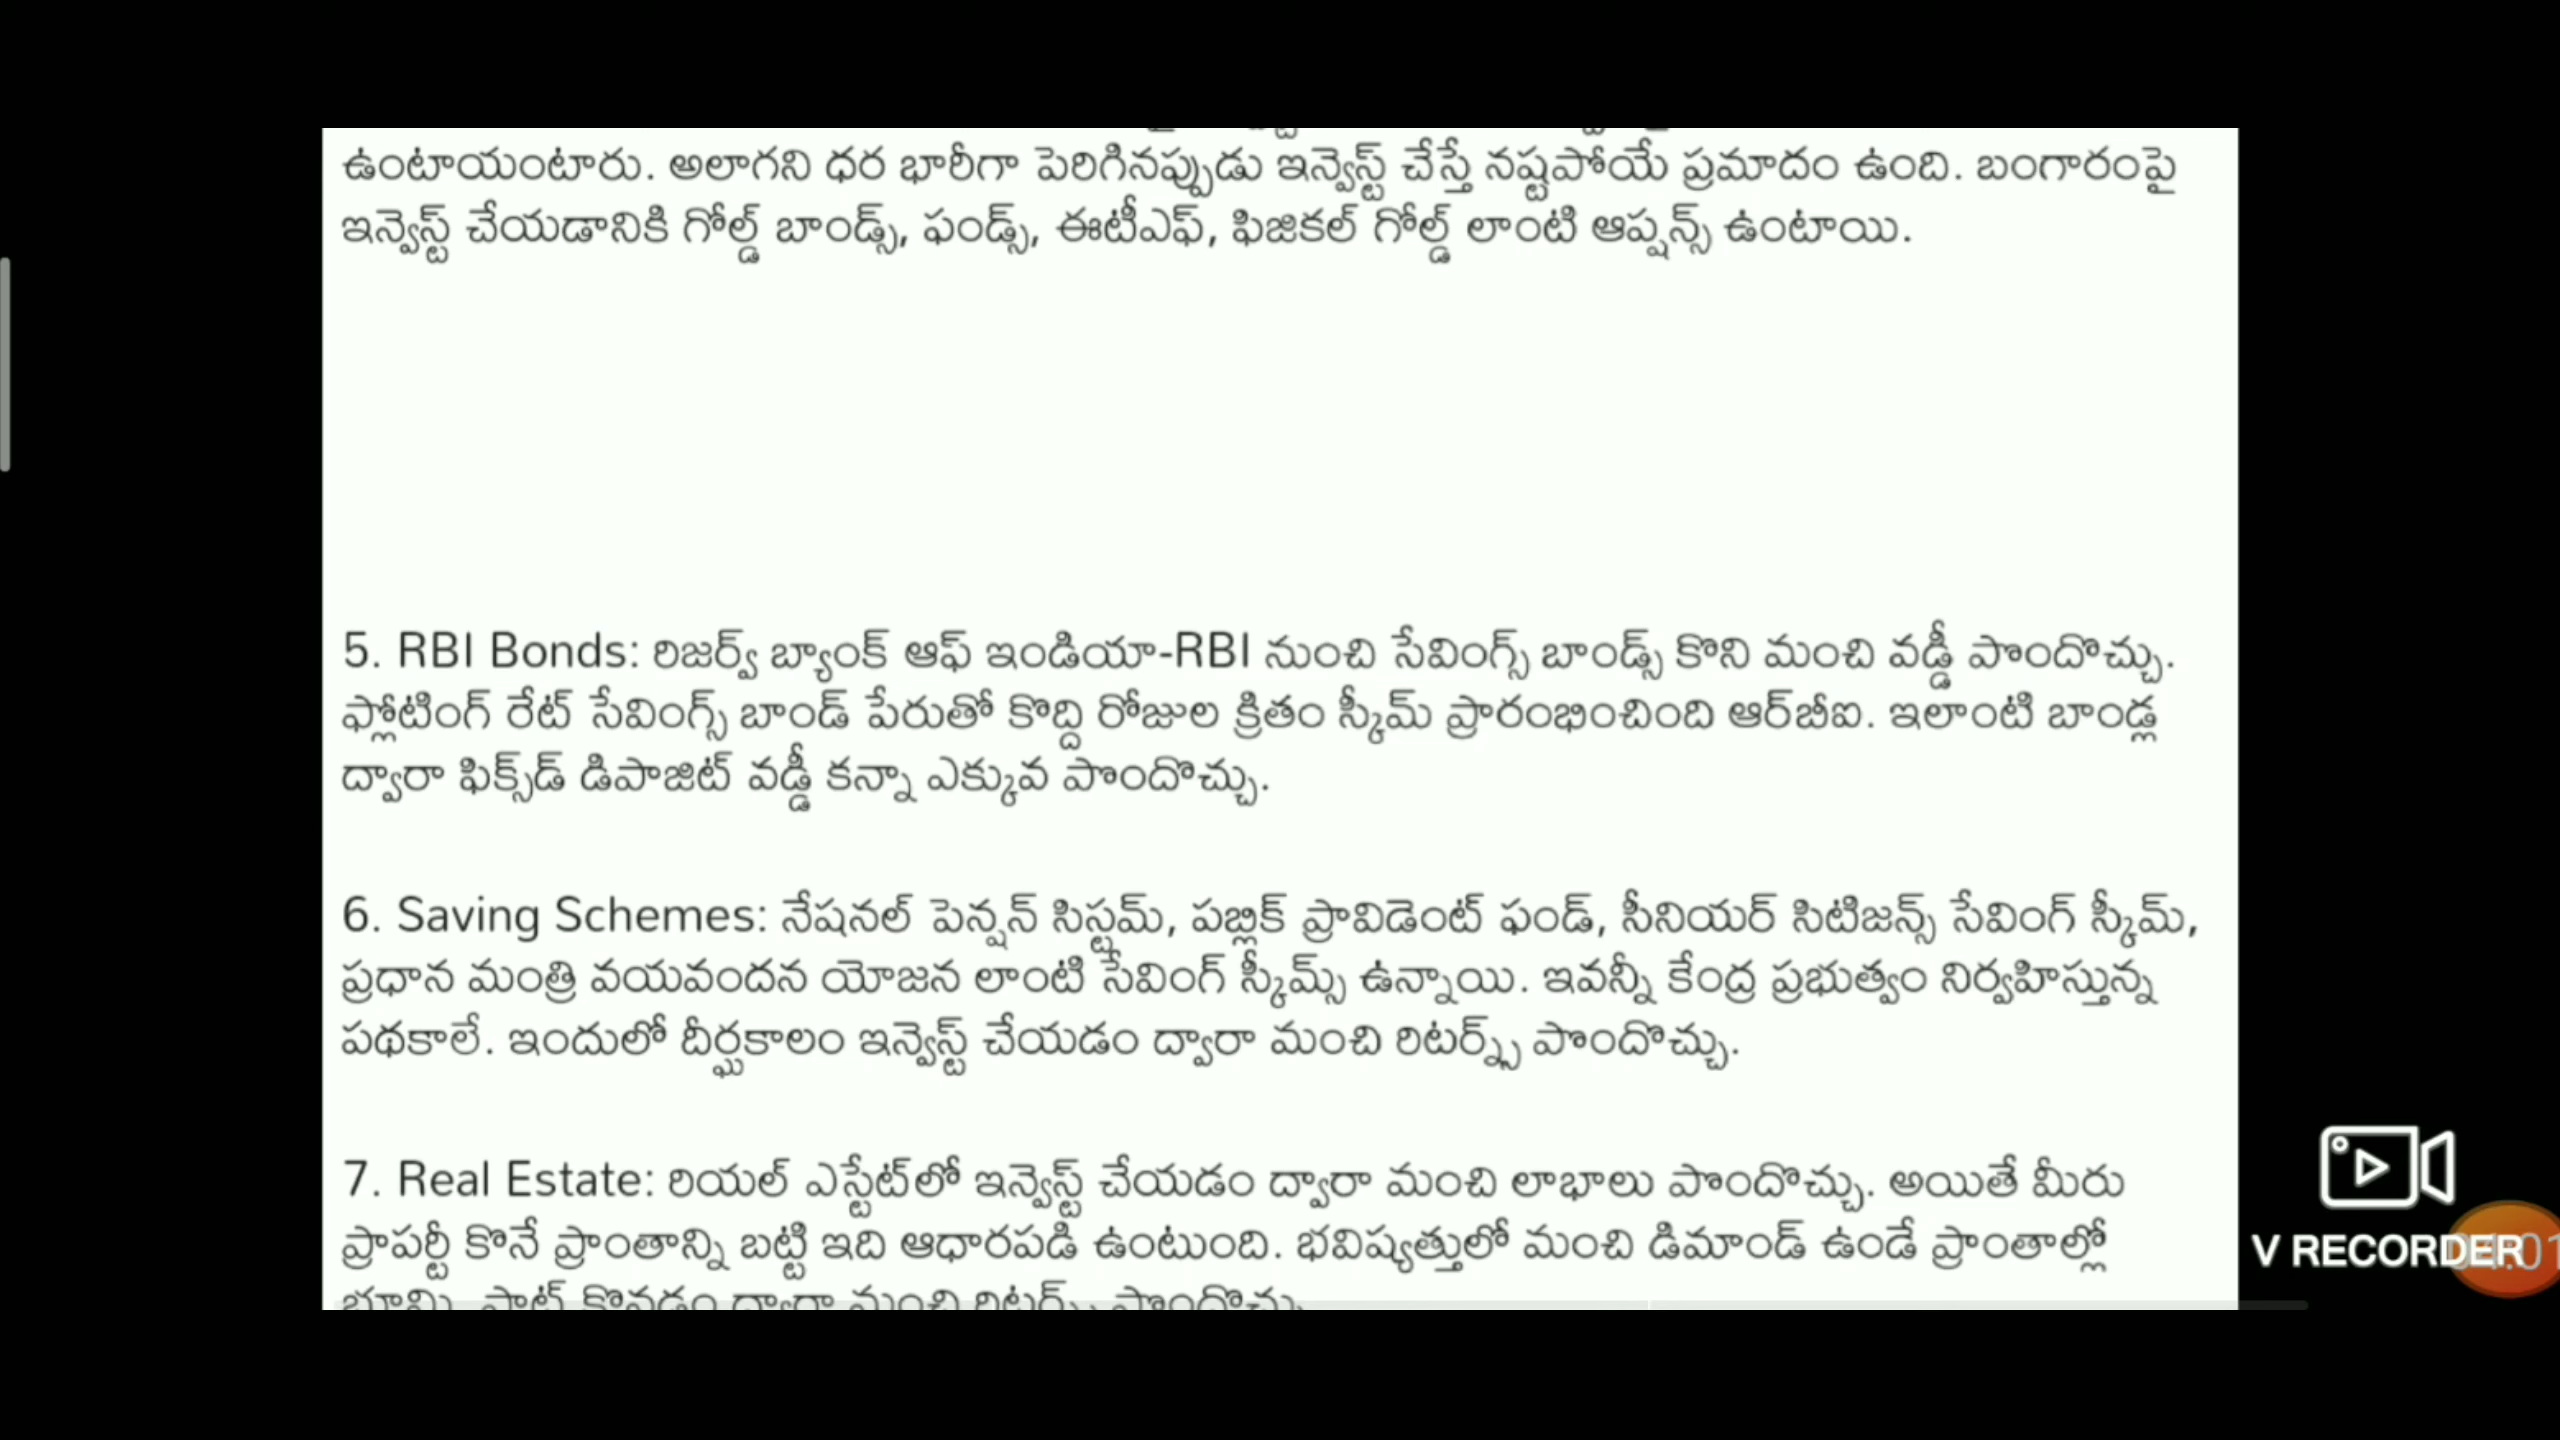 ఉంటాయంటారు. అలాగని ధర భారీగా పెరిగినప్పుడు ఇన్వెస్ట్ చేస్తే నష్టపోయే ప్రమాదం ఉంది. బంగారంపై
ఇన్వెస్ట్ చేయడానికి గోల్డ్ బాండ్స్, ఫండ్స్, ఈటీఎఫ్, ఫిజికల్ గోల్డ్ లాంటి ఆప్షన్స్ ఉంటాయి.
5. RBI Bonds: రిజర్వ్ బ్యాంక్ ఆఫ్ ఇండియా-RBI నుంచి సేవింగ్స్ బాండ్స్ కొని మంచి వడ్డీ పొందొచ్చు.
ఫ్లోటింగ్ రేట్ సేవింగ్స్ బాండ్ పేరుతో కొద్ది రోజుల క్రితం స్కీమ్ ప్రారంభించింది ఆర్‌బీఐ. ఇలాంటి బాండ్ల
ద్వారా ఫిక్స్‌డ్ డిపాజిట్ వడ్డీ కన్నా ఎక్కువ పొందొచ్చు.
6. Saving Schemes: నేషనల్ పెన్షన్ సిస్టమ్, పబ్లిక్ ప్రావిడెంట్ ఫండ్, సీనియర్ సిటిజన్స్ సేవింగ్ స్కీమ్,
ప్రధాన మంత్రి వయవందన యోజన లాంటి సేవింగ్ స్కీమ్స్ ఉన్నాయి. ఇవన్నీ కేంద్ర ప్రభుత్వం నిర్వహిస్తున్న
పథకాలే. ఇందులో దీర్ఘకాలం ఇన్వెస్ట్ చేయడం ద్వారా మంచి రిటర్న్స్ పొందొచ్చు.
7. Real Estate: రియల్ ఎస్టేట్‌లో ఇన్వెస్ట్ చేయడం ద్వారా మంచి లాభాలు పొందొచ్చు. అయితే మీరు
ప్రాపర్టీ కొనే ప్రాంతాన్ని బట్టి ఇది ఆధారపడి ఉంటుంది. భవిష్యత్తులో మంచి డిమాండ్ ఉండే ప్రాంతాల్లో
భూమి, ప్లాట్ కొనడం ద్వారా మంచి రిటర్న్స్ పొందొచ్చు.
V RECORDER